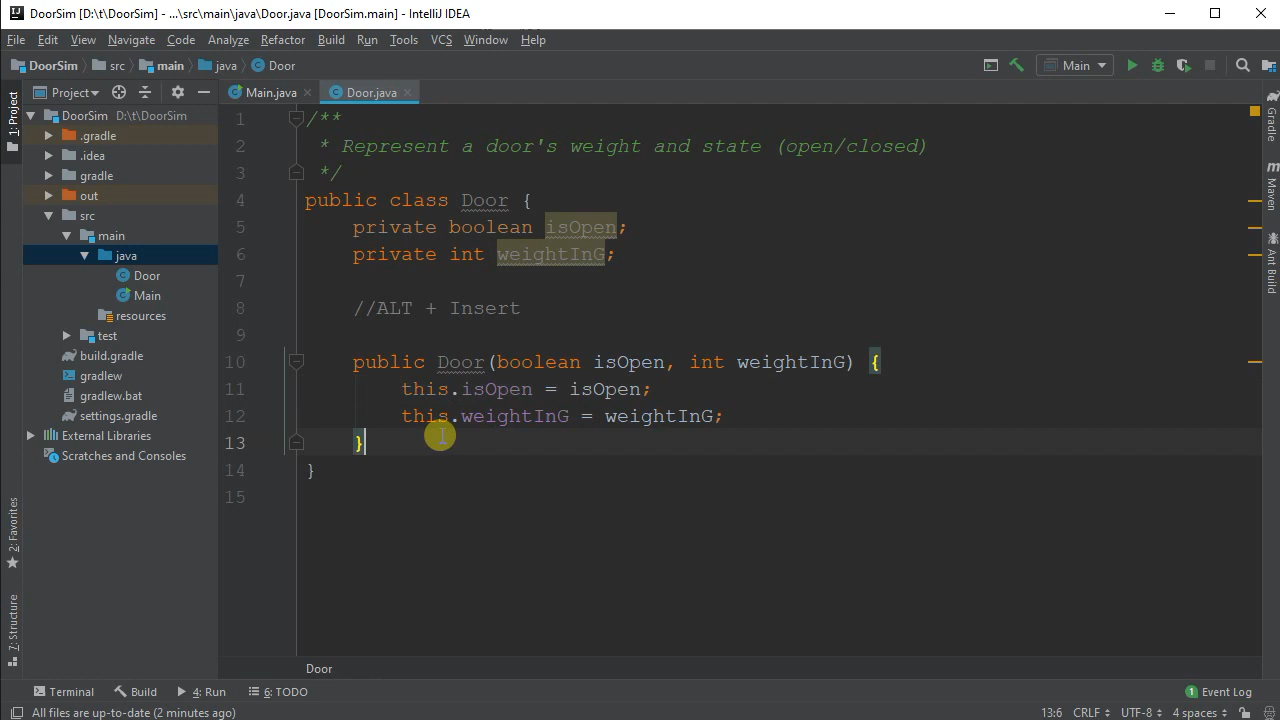 DoorSim [D:\t\DoorSim] - ...\src\main\java\Door.java [DoorSim.main] - IntelliJ IDEA
File Edit View Navigate Code Analyze Refactor Build Run Tools VCS Window Help
DoorSim src main java Door Main
1: Project
Project
Main.java Door.java
DoorSim D:\t\DoorSim
.gradle
.idea
gradle
out
src
main
java
Door
Main
resources
test
build.gradle
gradlew
gradlew.bat
settings.gradle
External Libraries
Scratches and Consoles
1 /**
2 * Represent a door's weight and state (open/closed)
3 */
4 public class Door {
5 private boolean isOpen;
6 private int weightInG;
7
8 //ALT + Insert
9
10 public Door(boolean isOpen, int weightInG) {
11 this.isOpen = isOpen;
12 this.weightInG = weightInG;
13 }
14 }
15
Gradle
Maven
Ant Build
2: Favorites
7: Structure
Door
Terminal Build 4: Run 6: TODO 1 Event Log
All files are up-to-date (2 minutes ago) 13:6 CRLF UTF-8 4 spaces